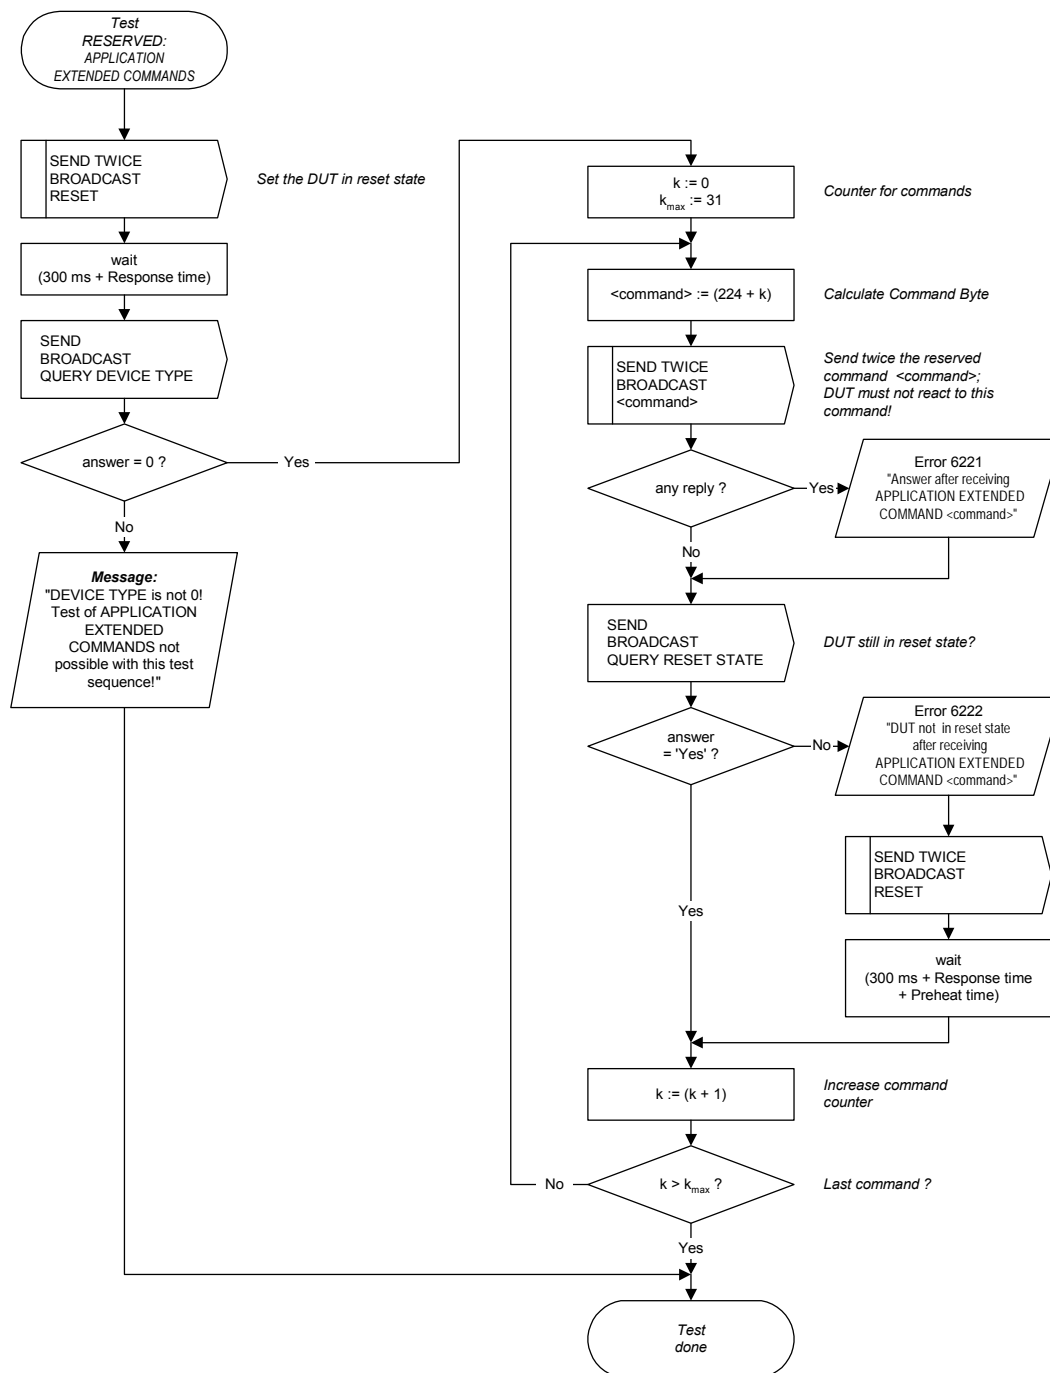 Test
RESERVED:
APPLICATION
EXTENDED COMMANDS
SEND TWICE
BROADCAST
RESET
Set the DUT in reset state
wait
(300 ms + Response time)
SEND
BROADCAST
QUERY DEVICE TYPE
answer = 0 ?
Yes
No
Message:
"DEVICE TYPE is not 0!
Test of APPLICATION
EXTENDED
COMMANDS not
possible with this test
sequence!"
k := 0
kmax := 31
Counter for commands
<command> := (224 + k)
Calculate Command Byte
SEND TWICE
BROADCAST
<command>
Send twice the reserved
command <command>;
DUT must not react to this
command!
any reply ?
Yes
No
Error 6221
"Answer after receiving
APPLICATION EXTENDED
COMMAND <command>"
SEND
BROADCAST
QUERY RESET STATE
DUT still in reset state?
answer
= 'Yes' ?
No
Yes
Error 6222
"DUT not in reset state
after receiving
APPLICATION EXTENDED
COMMAND <command>"
SEND TWICE
BROADCAST
RESET
wait
(300 ms + Response time
+ Preheat time)
k := (k + 1)
Increase command
counter
k > kmax ?
No
Last command ?
Yes
Test
done